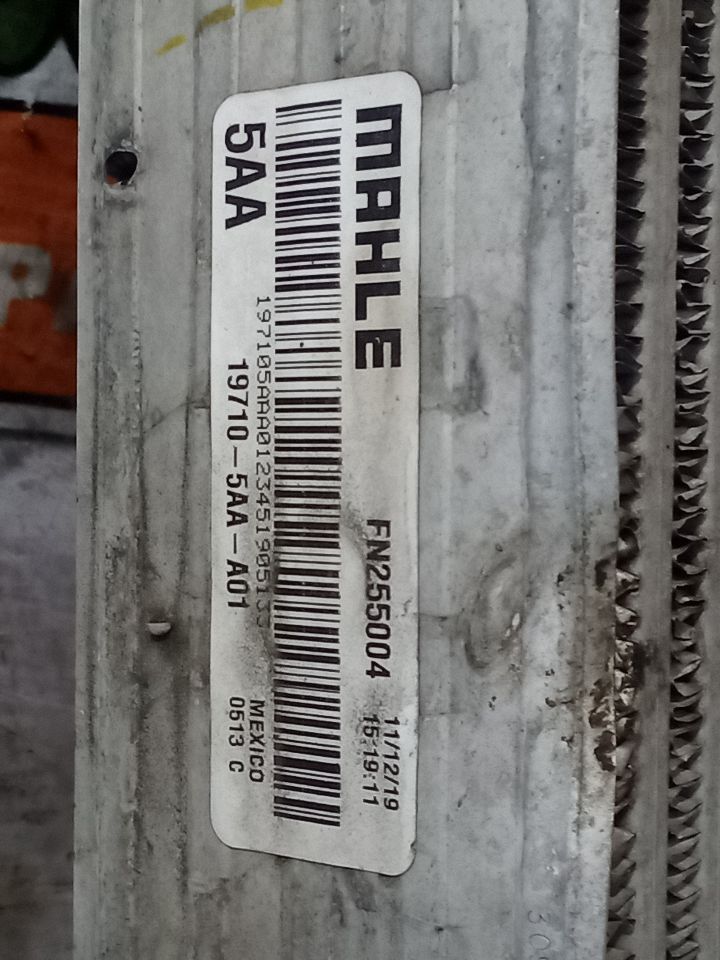 MAHLE
FN255004
11/12/19
15:19:11
5AA
19710-5AA-A01
MEXICO
0513 C